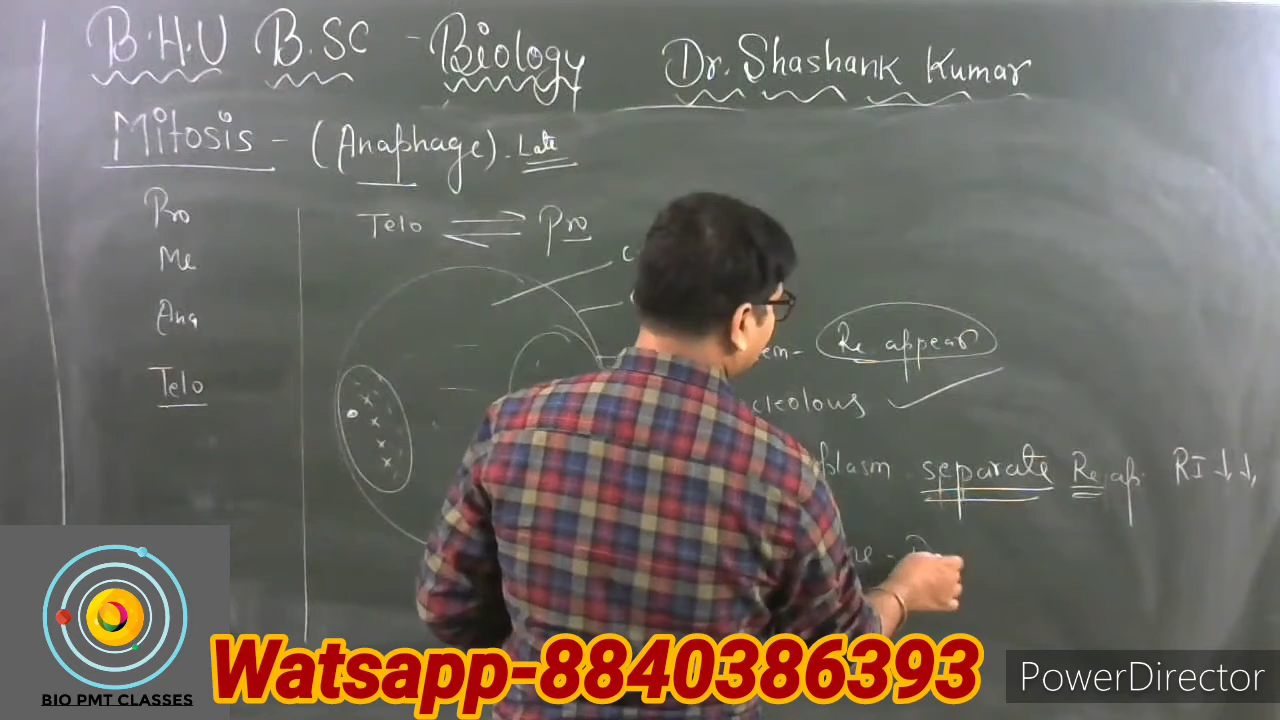 B.H.U B.SC - Biology Dr. Shashank Kumar
Mitosis - (Anaphage). Late
Pro
Me
Ana
Telo
Telo ⇌ Pro
Re appear
separate Re ap. RI ↓↓
BIO PMT CLASSES
Watsapp-8840386393
PowerDirector